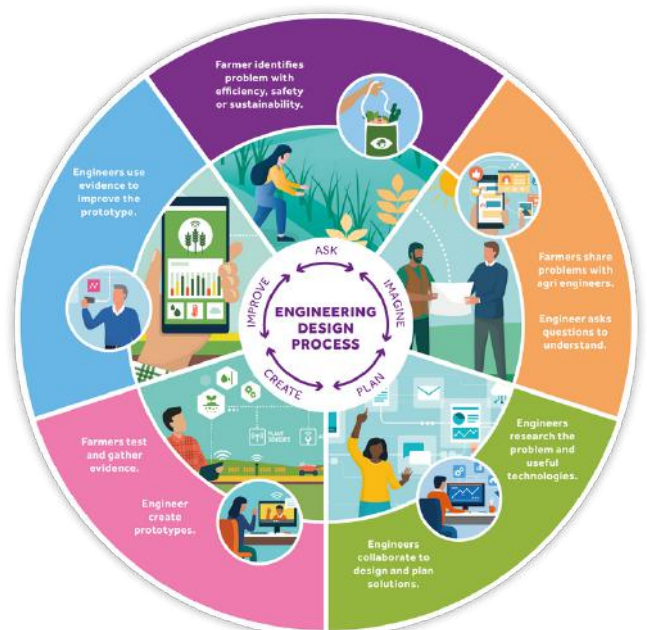 Farmer identifies
problem with
efficiency, safety
or sustainability.
Engineers use
evidence to
improve the
prototype.
Farmers share
problems with
agri engineers.
Engineer asks
questions to
understand.
ASK
IMAGINE
PLAN
CREATE
IMPROVE
ENGINEERING
DESIGN
PROCESS
Engineers
research the
problem and
useful
technologies.
Engineers
collaborate to
design and plan
solutions.
Farmers test
and gather
evidence.
Engineer
create
prototypes.
PLANT
SENSORS